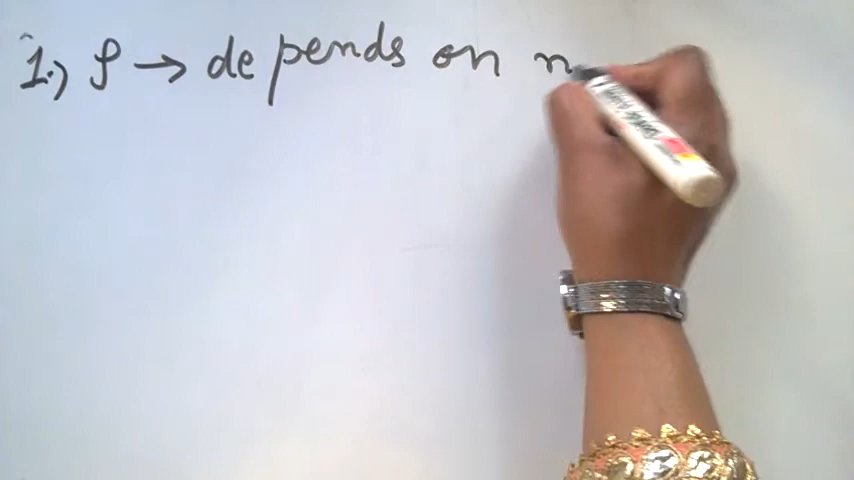 1.) ρ → depends on n